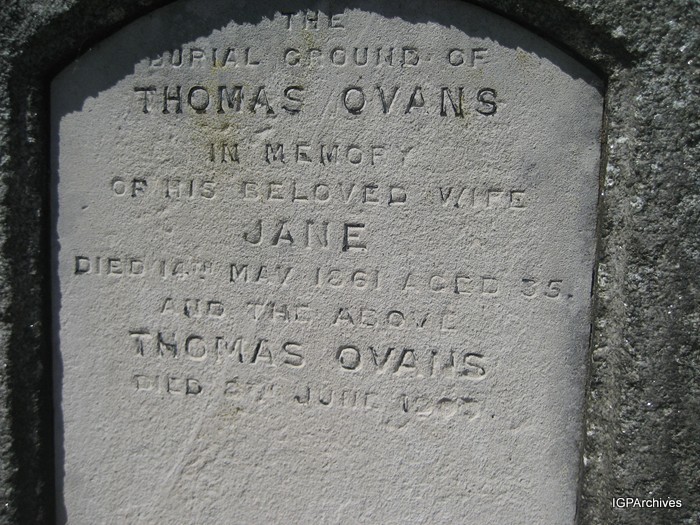 THE
BURIAL GROUND OF
THOMAS OVANS
IN MEMORY
OF HIS BELOVED WIFE
JANE
DIED 14TH MAY 1861 AGED 35.
AND THE ABOVE
THOMAS OVANS
DIED JUNE
IGPArchives